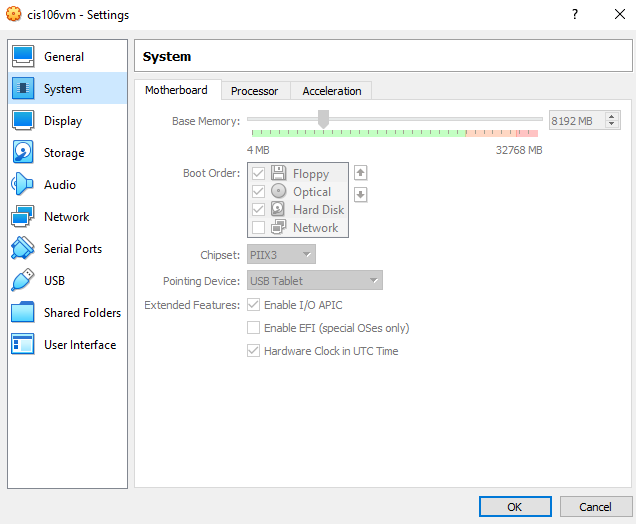 cis106vm - Settings
General
System
Display
Storage
Audio
Network
Serial Ports
USB
Shared Folders
User Interface
System
Motherboard Processor Acceleration
Base Memory: 8192 MB
4 MB 32768 MB
Boot Order: Floppy
Optical
Hard Disk
Network
Chipset: PIIX3
Pointing Device: USB Tablet
Extended Features: Enable I/O APIC
Enable EFI (special OSes only)
Hardware Clock in UTC Time
OK Cancel